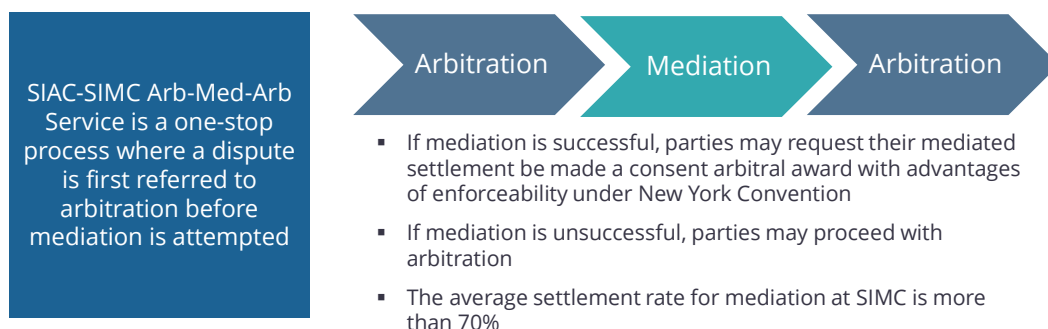 SIAC-SIMC Arb-Med-Arb
Service is a one-stop
process where a dispute
is first referred to
arbitration before
mediation is attempted
Arbitration
Mediation
Arbitration
▪ If mediation is successful, parties may request their mediated
settlement be made a consent arbitral award with advantages
of enforceability under New York Convention
▪ If mediation is unsuccessful, parties may proceed with
arbitration
▪ The average settlement rate for mediation at SIMC is more
than 70%